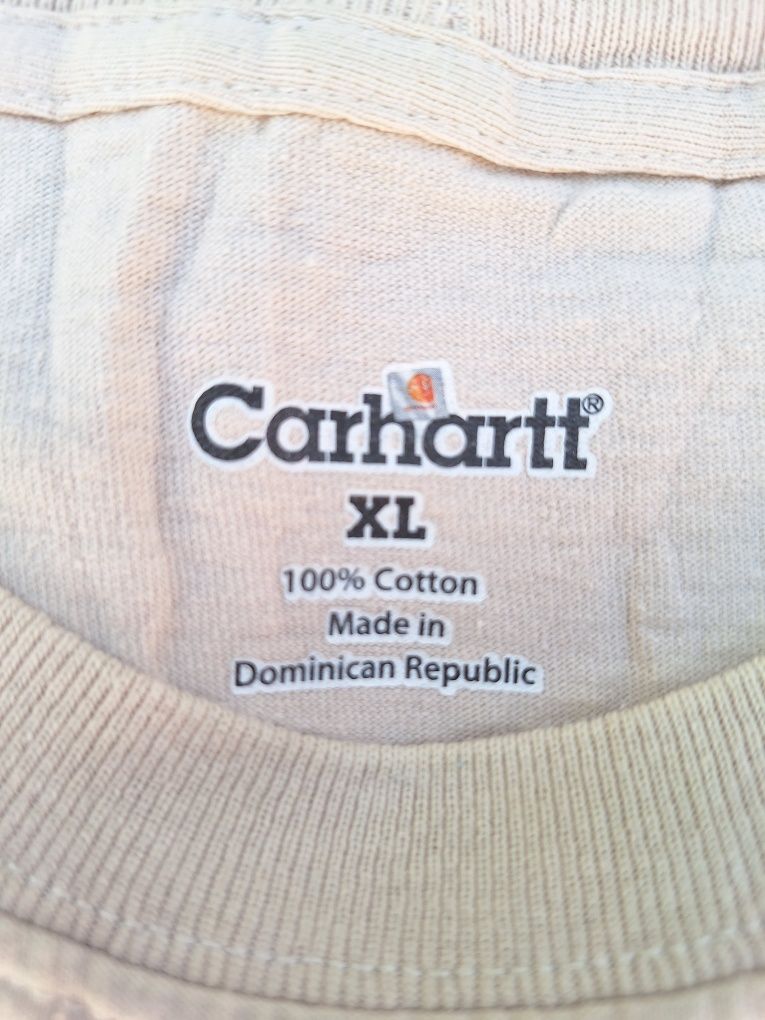 Carhartt®
XL
100% Cotton
Made in
Dominican Republic